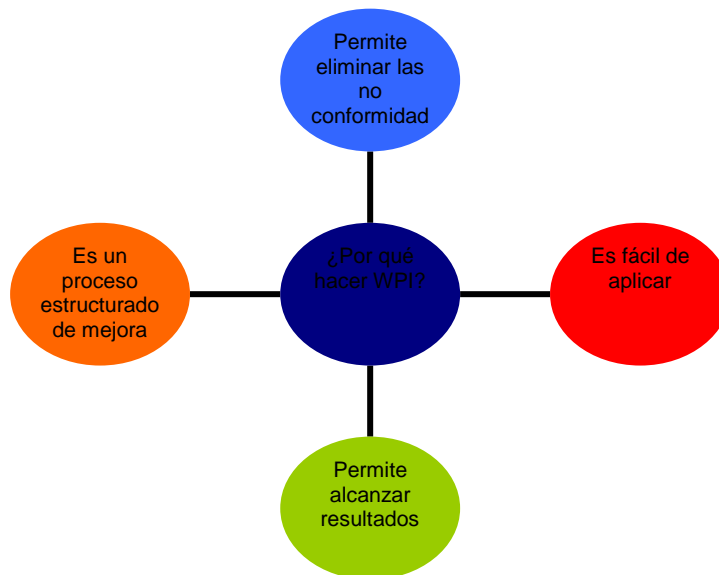 Permite
eliminar las
no
conformidad
Es un
proceso
estructurado
de mejora
¿Por qué
hacer WPI?
Es fácil de
aplicar
Permite
alcanzar
resultados